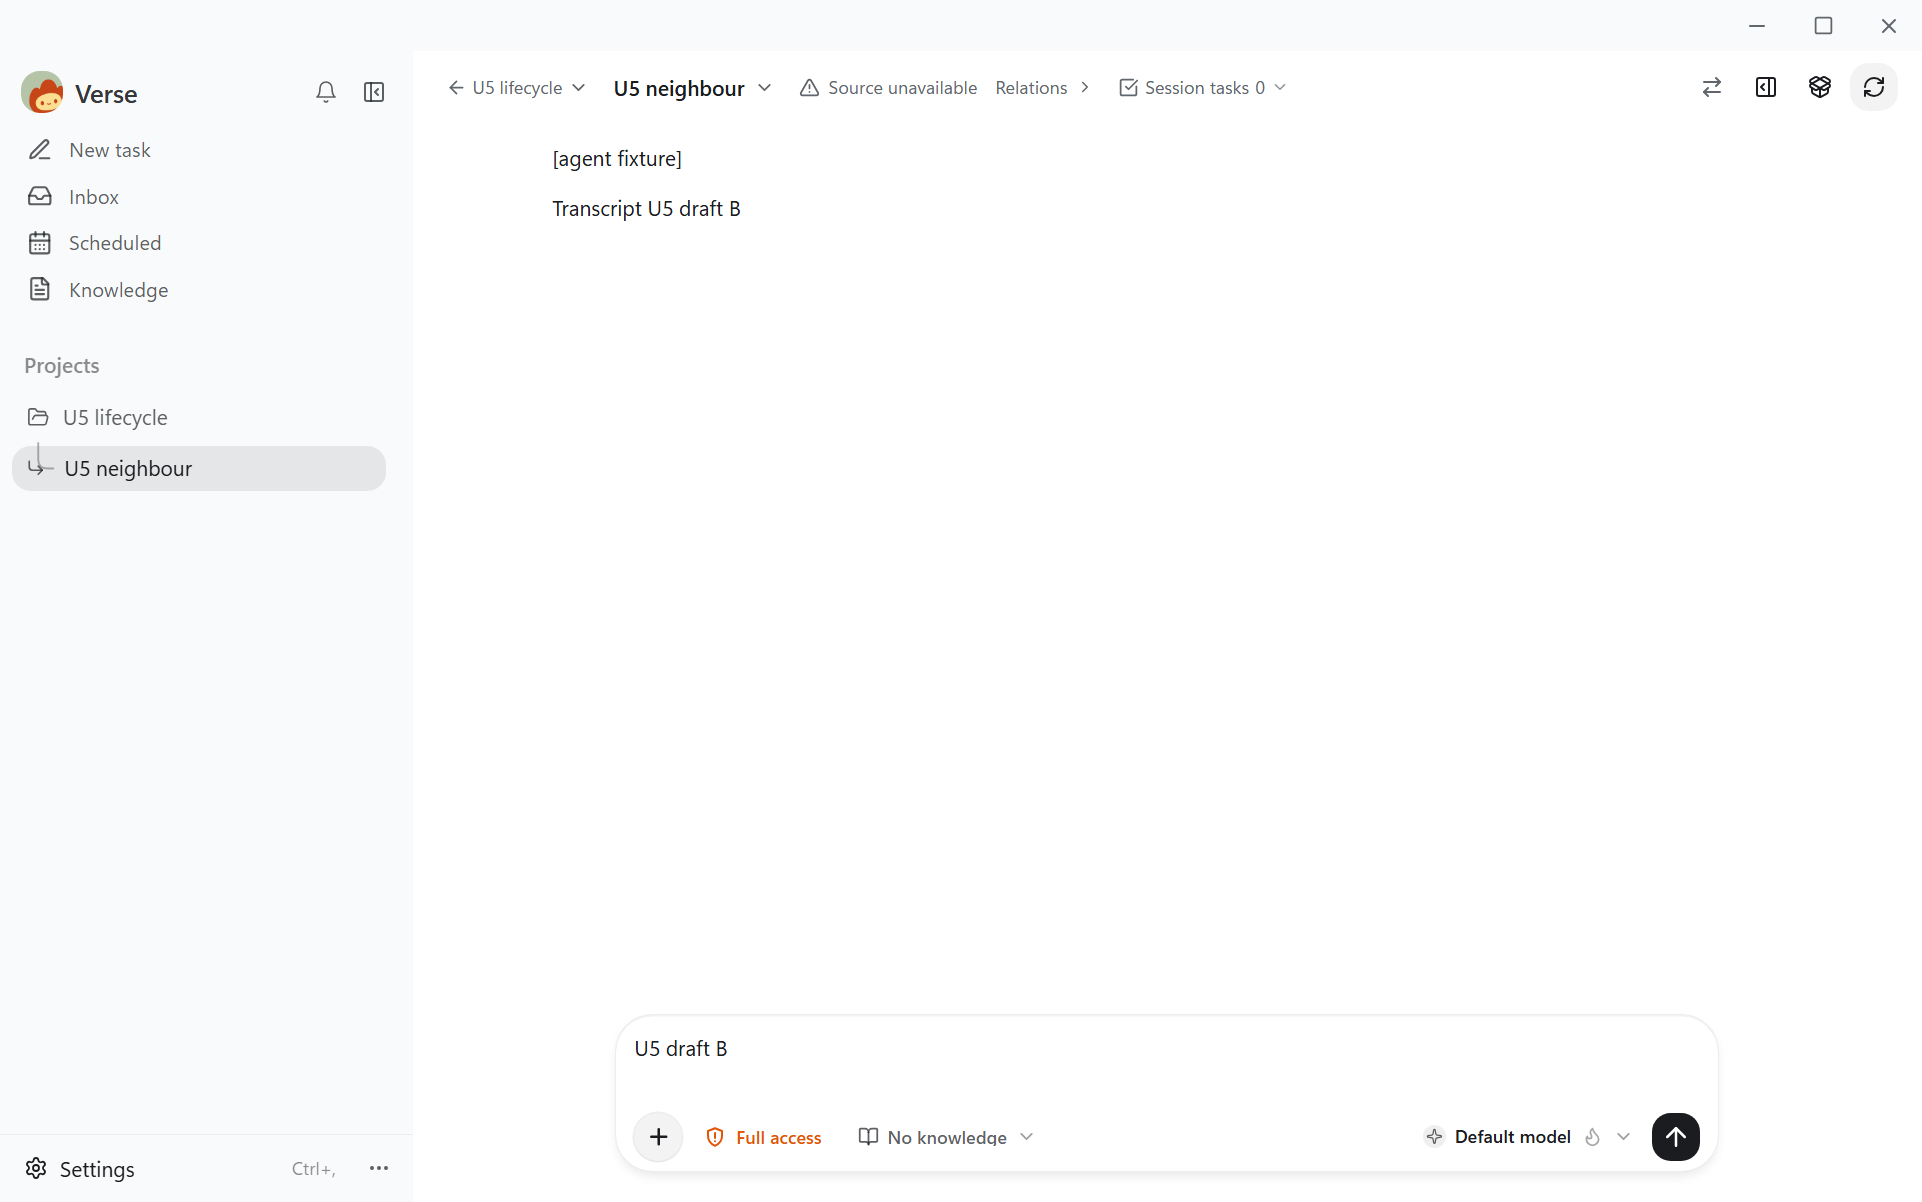 Verse
New task
Inbox
Scheduled
Knowledge
Projects
U5 lifecycle
U5 neighbour
Settings
Ctrl+,
U5 lifecycle
U5 neighbour
Source unavailable
Relations
Session tasks 0
[agent fixture]
Transcript U5 draft B
U5 draft B
Full access
No knowledge
Default model